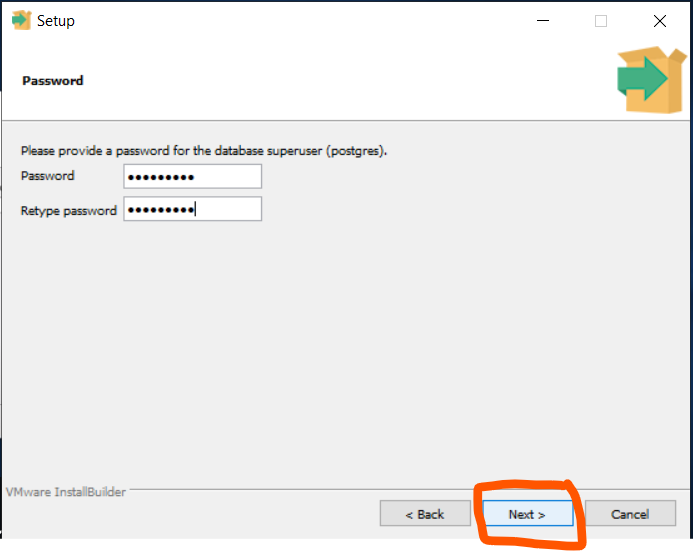 Setup
Password
Please provide a password for the database superuser (postgres).
Password •••••••••
Retype password •••••••••
VMware InstallBuilder
< Back Next > Cancel